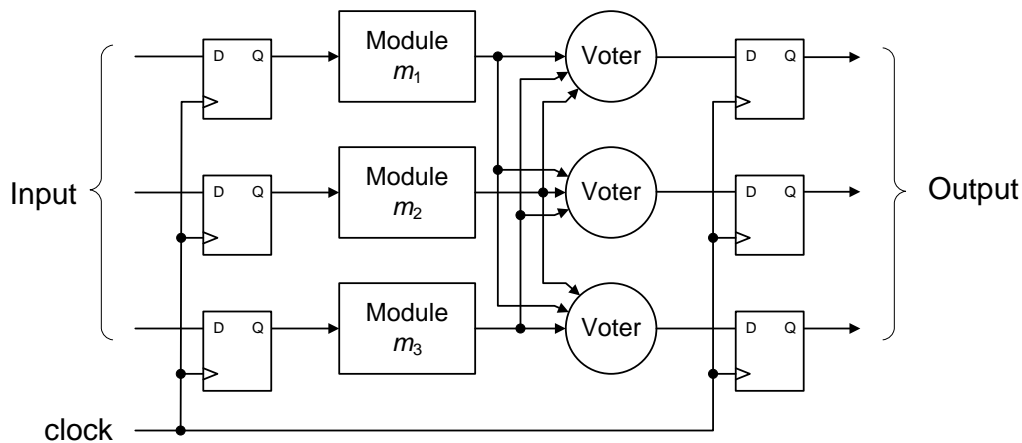 D Q
Module
m1
Voter
D Q
Input
D Q
Module
m2
Voter
D Q
Output
D Q
Module
m3
Voter
D Q
clock